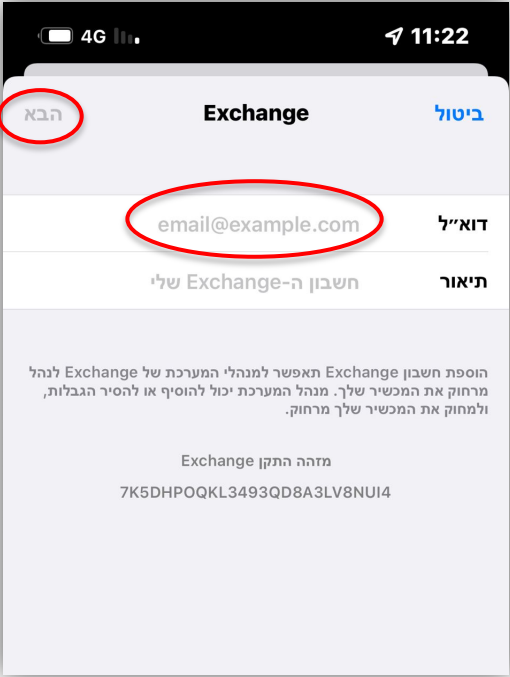 4G 11:22
ביטול Exchange הבא
דוא״ל email@example.com
תיאור חשבון ה-Exchange שלי
הוספת חשבון Exchange תאפשר למנהלי המערכת של Exchange לנהל
מרחוק את המכשיר שלך. מנהל המערכת יכול להוסיף או להסיר הגבלות,
ולמחוק את המכשיר שלך מרחוק.
מזהה התקן Exchange
7K5DHPOQKL3493QD8A3LV8NUI4